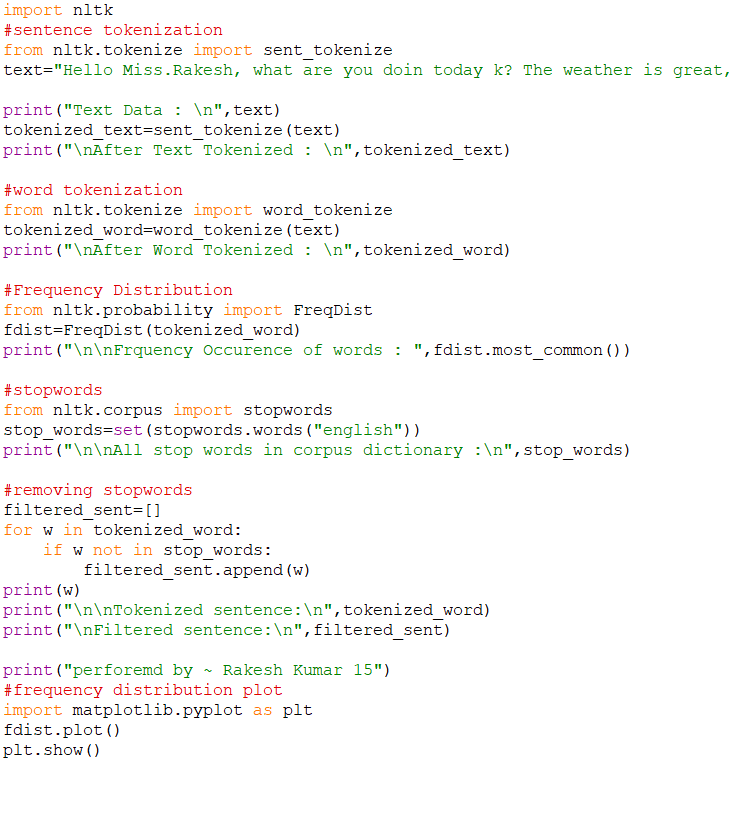 import nltk
#sentence tokenization
from nltk.tokenize import sent_tokenize
text="Hello Miss.Rakesh, what are you doin today k? The weather is great,
print("Text Data : \n",text)
tokenized_text=sent_tokenize(text)
print("\nAfter Text Tokenized : \n",tokenized_text)
#word tokenization
from nltk.tokenize import word_tokenize
tokenized_word=word_tokenize(text)
print("\nAfter Word Tokenized : \n",tokenized_word)
#Frequency Distribution
from nltk.probability import FreqDist
fdist=FreqDist(tokenized_word)
print("\n\nFrquency Occurence of words : ",fdist.most_common())
#stopwords
from nltk.corpus import stopwords
stop_words=set(stopwords.words("english"))
print("\n\nAll stop words in corpus dictionary :\n",stop_words)
#removing stopwords
filtered_sent=[]
for w in tokenized_word:
    if w not in stop_words:
        filtered_sent.append(w)
print(w)
print("\n\nTokenized sentence:\n",tokenized_word)
print("\nFiltered sentence:\n",filtered_sent)
print("perforemd by ~ Rakesh Kumar 15")
#frequency distribution plot
import matplotlib.pyplot as plt
fdist.plot()
plt.show()